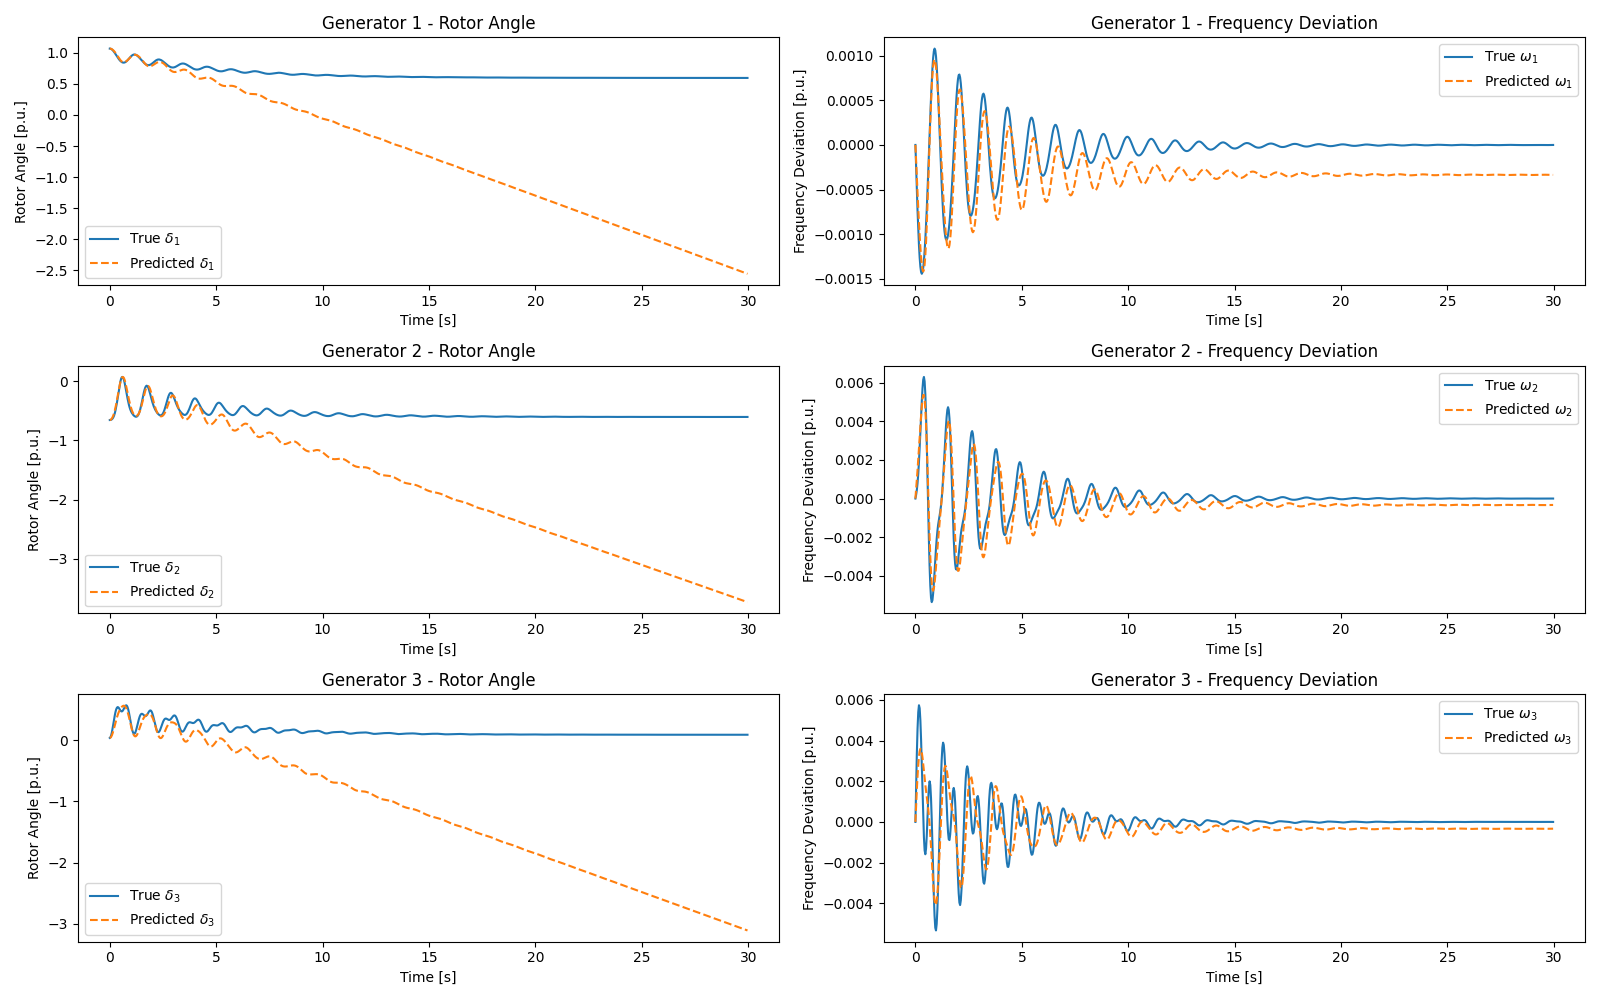 Generator 1 - Rotor Angle
Rotor Angle [p.u.]
1.0
0.5
0.0
−0.5
−1.0
−1.5
−2.0
−2.5
True δ1
Predicted δ1
0 5 10 15 20 25 30
Time [s]
Generator 1 - Frequency Deviation
Frequency Deviation [p.u.]
0.0010
0.0005
0.0000
−0.0005
−0.0010
−0.0015
True ω1
Predicted ω1
0 5 10 15 20 25 30
Time [s]
Generator 2 - Rotor Angle
Rotor Angle [p.u.]
0
−1
−2
−3
True δ2
Predicted δ2
0 5 10 15 20 25 30
Time [s]
Generator 2 - Frequency Deviation
Frequency Deviation [p.u.]
0.006
0.004
0.002
0.000
−0.002
−0.004
True ω2
Predicted ω2
0 5 10 15 20 25 30
Time [s]
Generator 3 - Rotor Angle
Rotor Angle [p.u.]
0
−1
−2
−3
True δ3
Predicted δ3
0 5 10 15 20 25 30
Time [s]
Generator 3 - Frequency Deviation
Frequency Deviation [p.u.]
0.006
0.004
0.002
0.000
−0.002
−0.004
True ω3
Predicted ω3
0 5 10 15 20 25 30
Time [s]